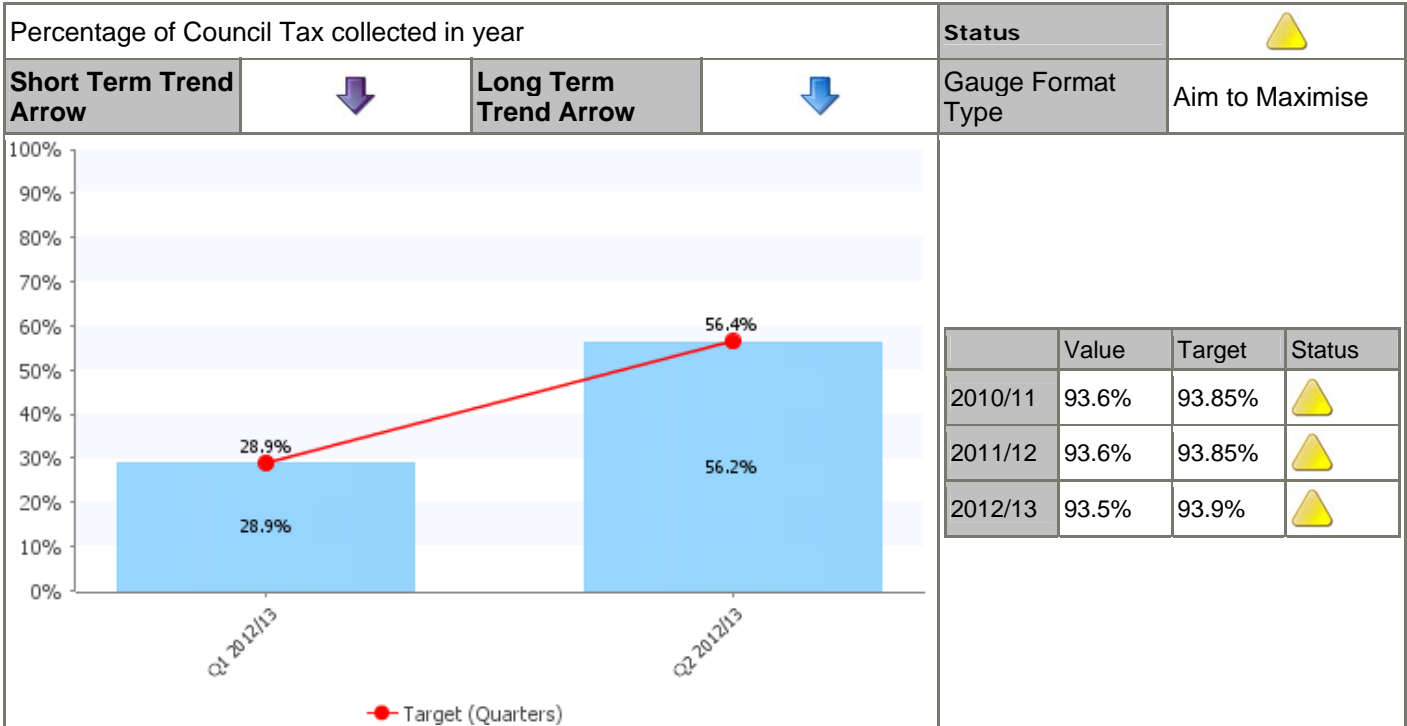 Percentage of Council Tax collected in year
Status
Short Term Trend
Arrow
Long Term
Trend Arrow
Gauge Format
Type
Aim to Maximise
100%
90%
80%
70%
60%
50%
40%
30%
20%
10%
0%
28.9%
28.9%
56.4%
56.2%
Q1 2012/13
Q2 2012/13
Target (Quarters)
Value Target Status
2010/11 93.6% 93.85%
2011/12 93.6% 93.85%
2012/13 93.5% 93.9%